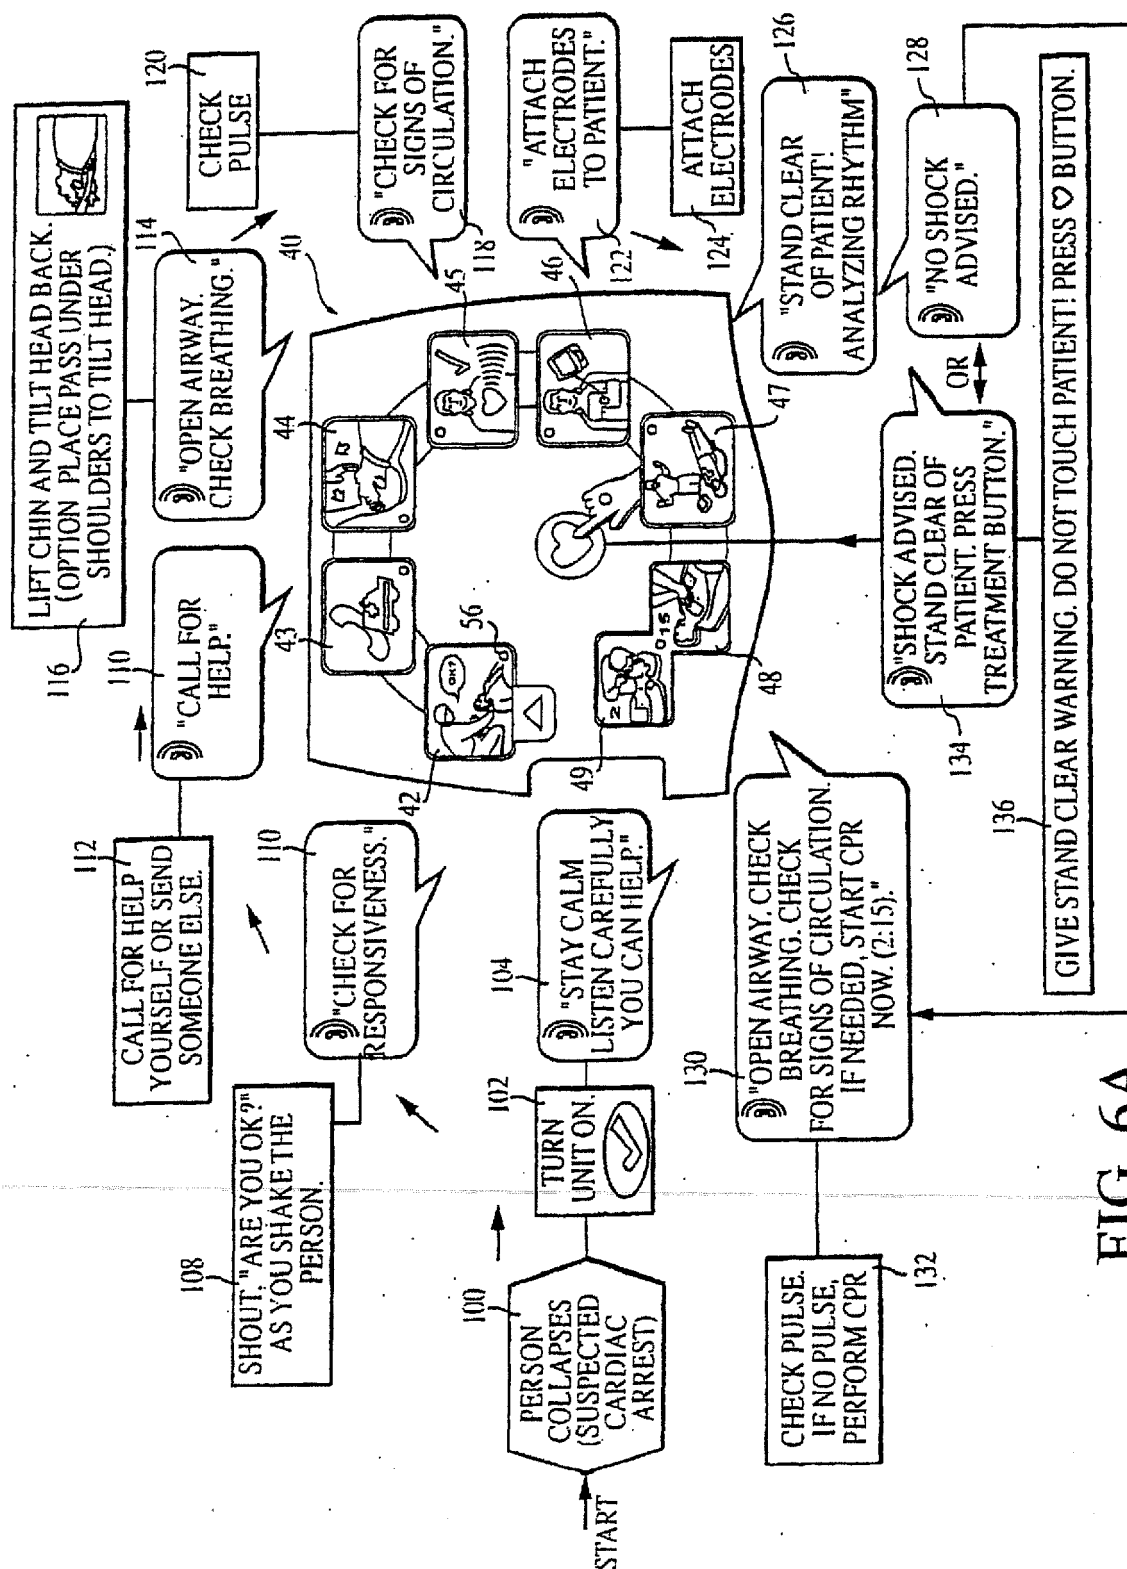 START
PERSON
COLLAPSES
(SUSPECTED
CARDIAC
ARREST)
100
TURN
UNIT ON.
102
"STAY CALM
LISTEN CAREFULLY
YOU CAN HELP."
104
SHOUT, "ARE YOU OK?"
AS YOU SHAKE THE
PERSON.
108
"CHECK FOR
RESPONSIVENESS."
110
CALL FOR HELP
YOURSELF OR SEND
SOMEONE ELSE.
112
"CALL FOR
HELP."
110
LIFT CHIN AND TILT HEAD BACK.
(OPTION PLACE PASS UNDER
SHOULDERS TO TILT HEAD.)
116
"OPEN AIRWAY.
CHECK BREATHING."
114
CHECK
PULSE
120
"CHECK FOR
SIGNS OF
CIRCULATION."
118
40
42
OK?
56
43
44
45
46
47
48
15
49
2
"ATTACH
ELECTRODES
TO PATIENT."
122
ATTACH
ELECTRODES
124
"STAND CLEAR
OF PATIENT!
ANALYZING RHYTHM"
126
"NO SHOCK
ADVISED."
128
OR
"SHOCK ADVISED.
STAND CLEAR OF
PATIENT. PRESS
TREATMENT BUTTON."
134
GIVE STAND CLEAR WARNING. DO NOT TOUCH PATIENT! PRESS ♡ BUTTON.
136
"OPEN AIRWAY. CHECK
BREATHING. CHECK
FOR SIGNS OF CIRCULATION.
IF NEEDED, START CPR
NOW. (2:15)."
130
CHECK PULSE.
IF NO PULSE,
PERFORM CPR
132
FIG. 6A